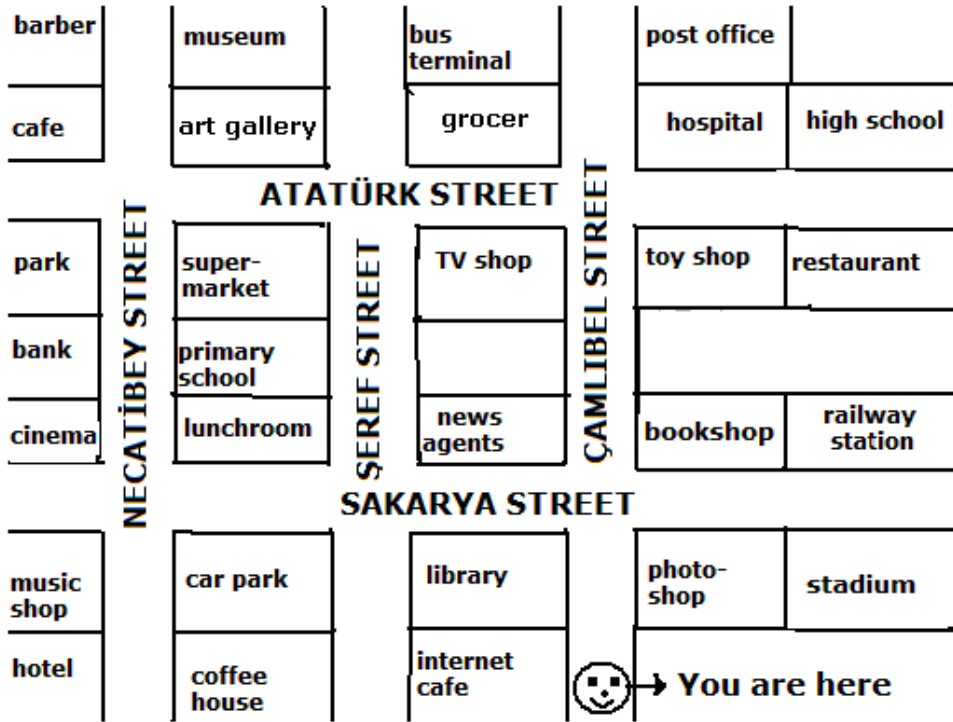 barber
museum
bus
terminal
post office
cafe
art gallery
grocer
hospital
high school
ATATÜRK STREET
NECATİBEY STREET
ŞEREF STREET
ÇAMLIBEL STREET
park
super-
market
TV shop
toy shop
restaurant
bank
primary
school
cinema
lunchroom
news
agents
bookshop
railway
station
SAKARYA STREET
music
shop
car park
library
photo-
shop
stadium
hotel
coffee
house
internet
cafe
You are here